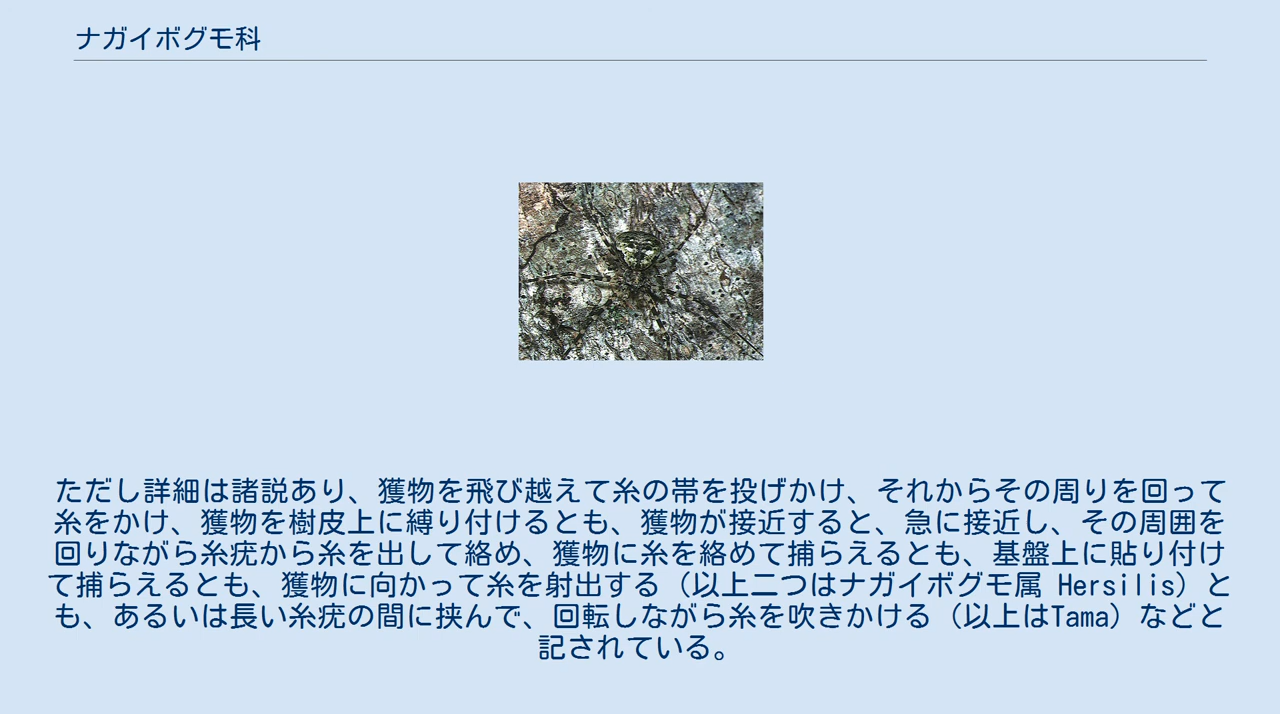 ナガイボグモ科
ただし詳細は諸説あり、獲物を飛び越えて糸の帯を投げかけ、それからその周りを回って
糸をかけ、獲物を樹皮上に縛り付けるとも、獲物が接近すると、急に接近し、その周囲を
回りながら糸疣から糸を出して絡め、獲物に糸を絡めて捕らえるとも、基盤上に貼り付け
て捕らえるとも、獲物に向かって糸を射出する（以上二つはナガイボグモ属 Hersilis）と
も、あるいは長い糸疣の間に挟んで、回転しながら糸を吹きかける（以上はTama）などと
記されている。